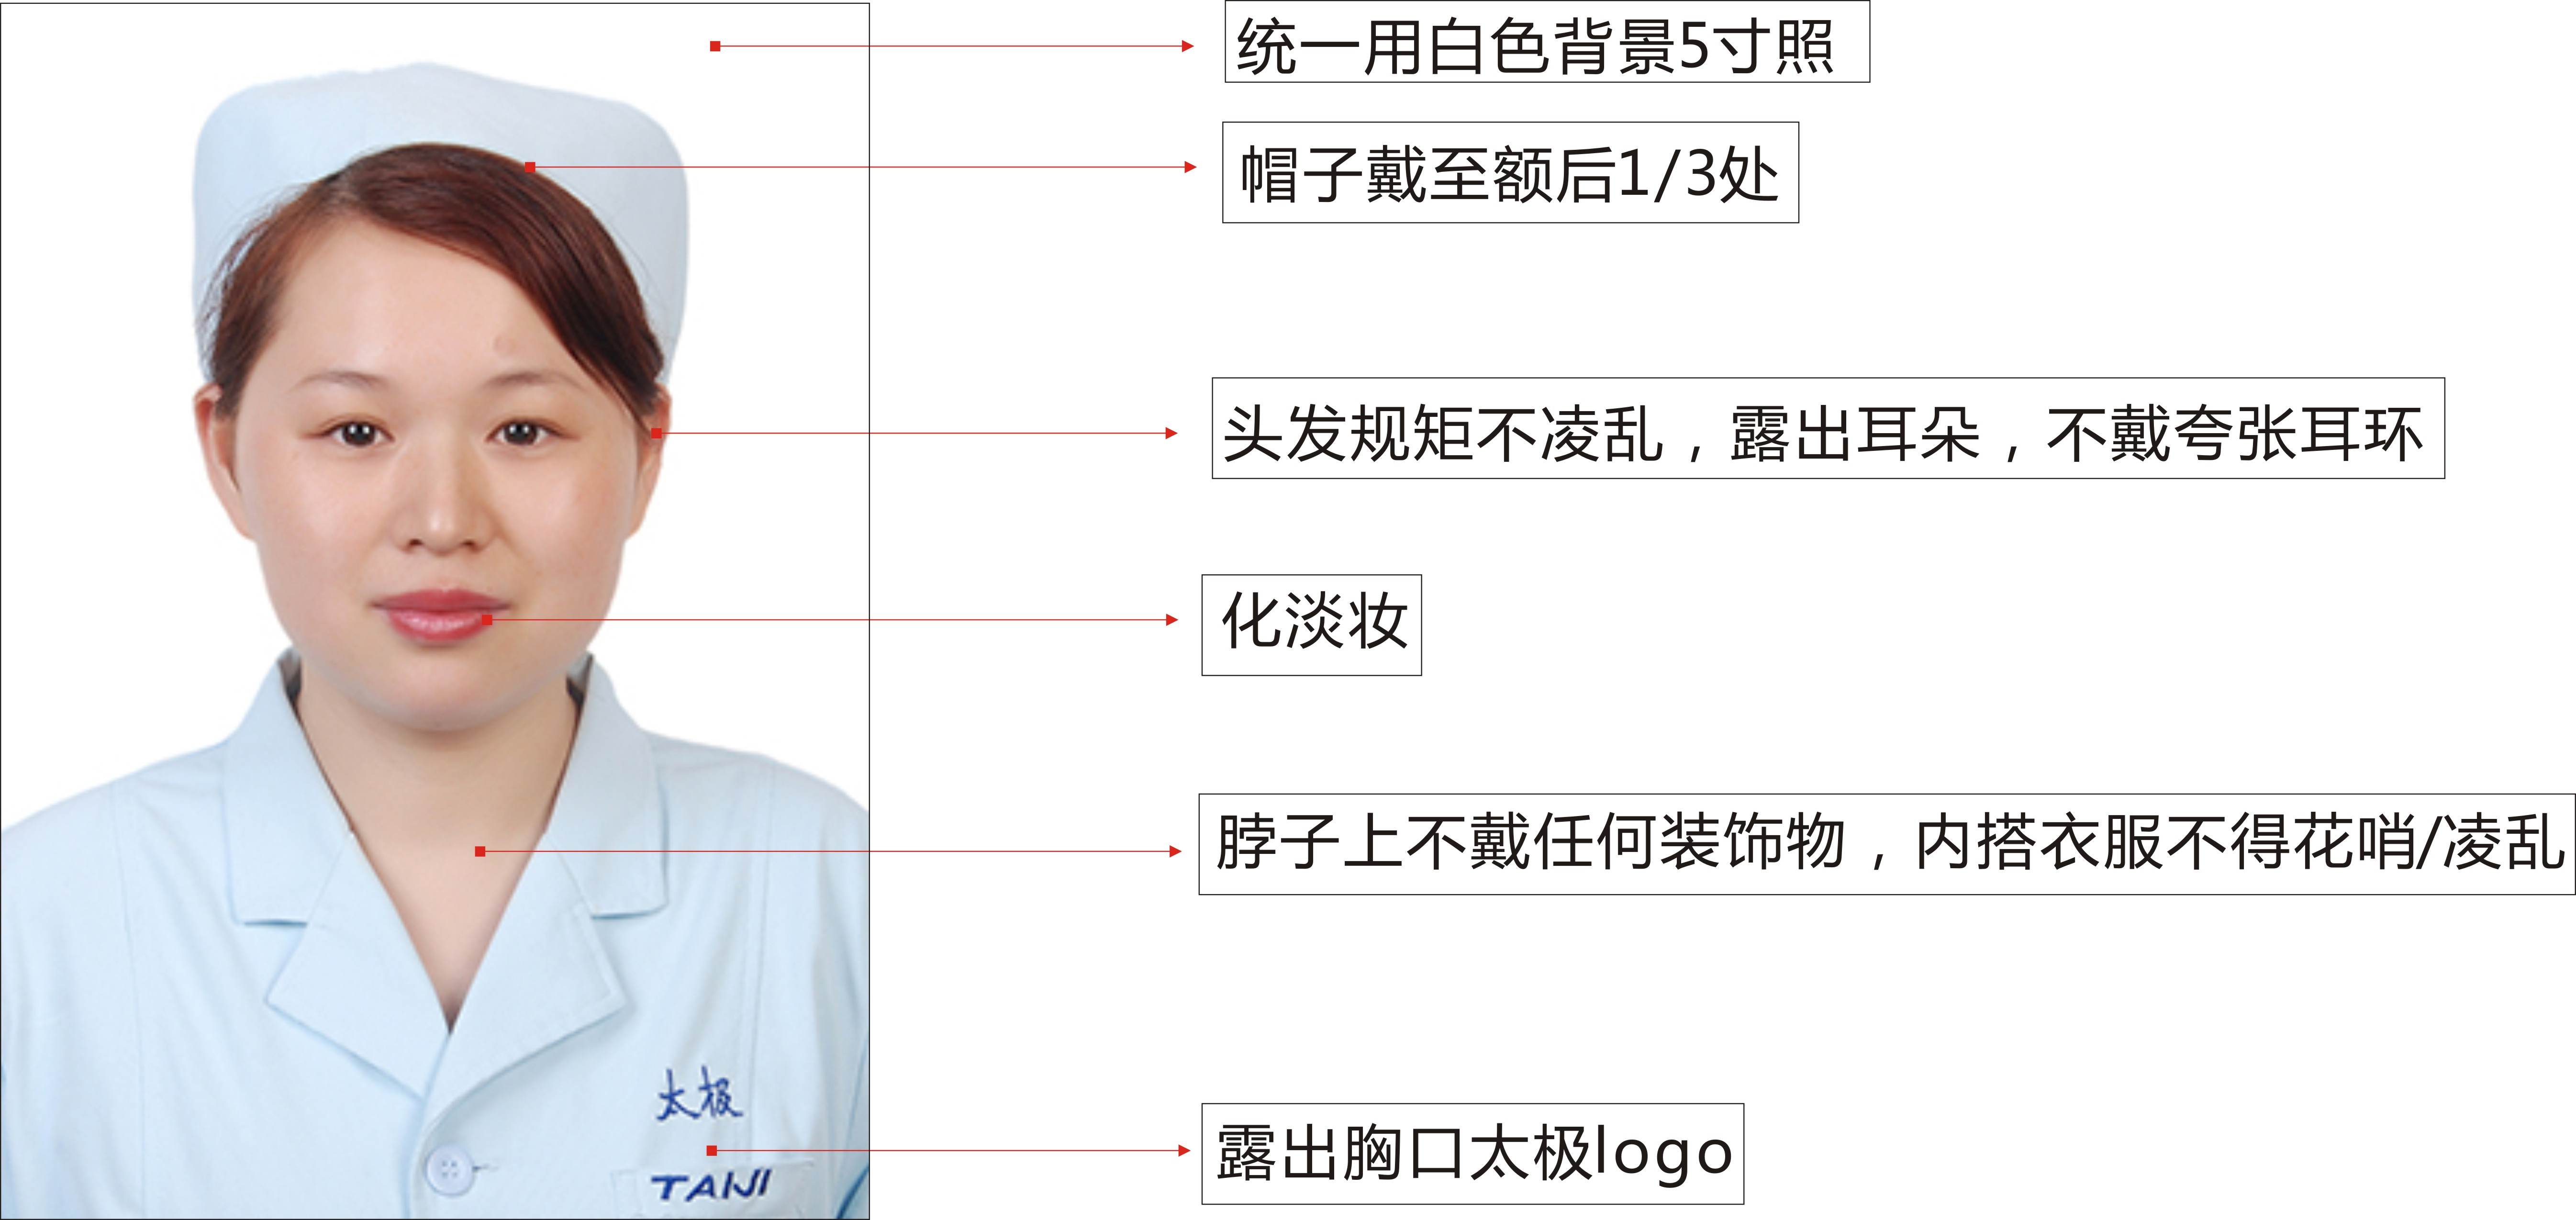 统一用白色背景5寸照
帽子戴至额后1/3处
头发规矩不凌乱，露出耳朵，不戴夸张耳环
化淡妆
脖子上不戴任何装饰物，内搭衣服不得花哨/凌乱
太极
TAIJI
露出胸口太极logo